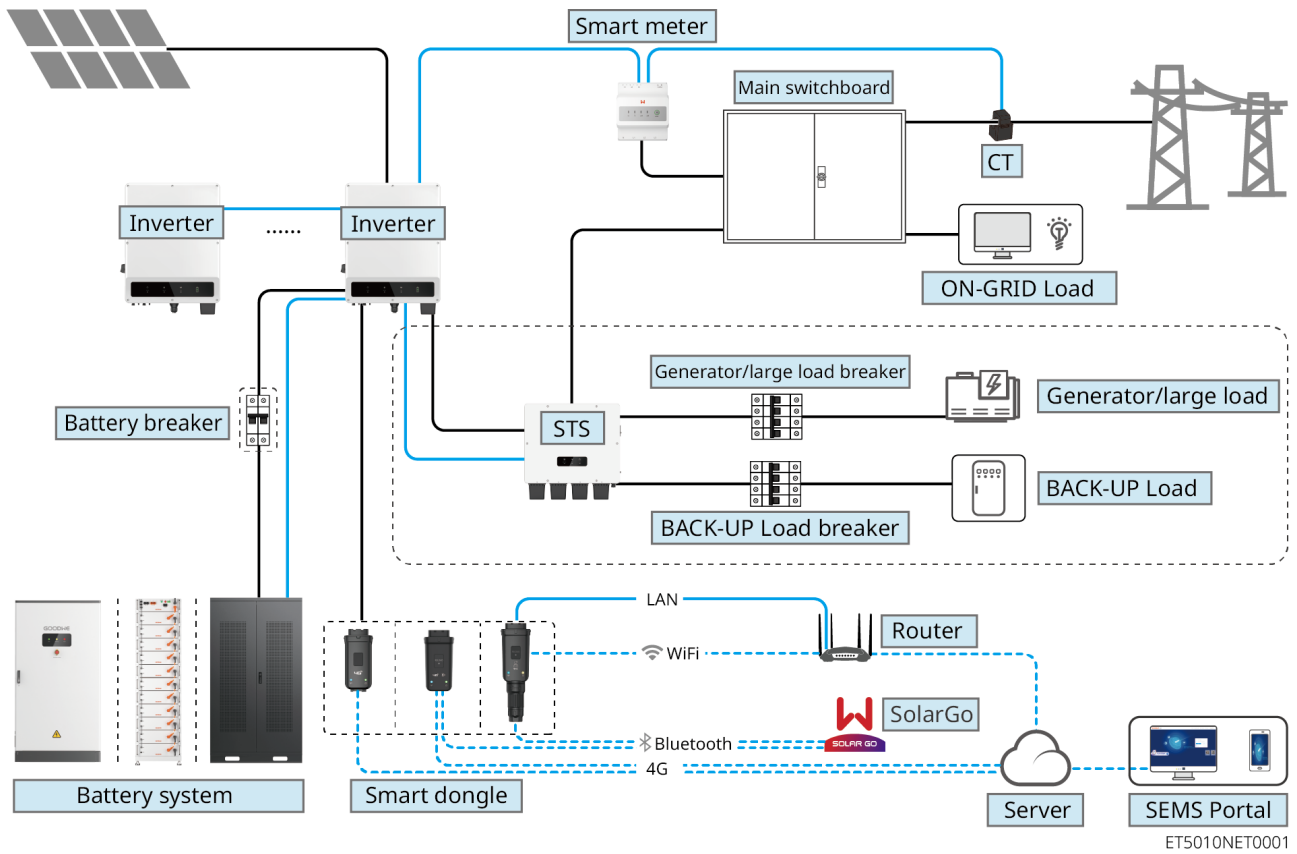 Smart meter
Main switchboard
CT
Inverter
......
Inverter
ON-GRID Load
Generator/large load breaker
Generator/large load
Battery breaker
STS
BACK-UP Load
BACK-UP Load breaker
LAN
GOODWE
Router
WiFi
SolarGo
SOLAR GO
Bluetooth
4G
Battery system
Smart dongle
Server
SEMS Portal
ET5010NET0001